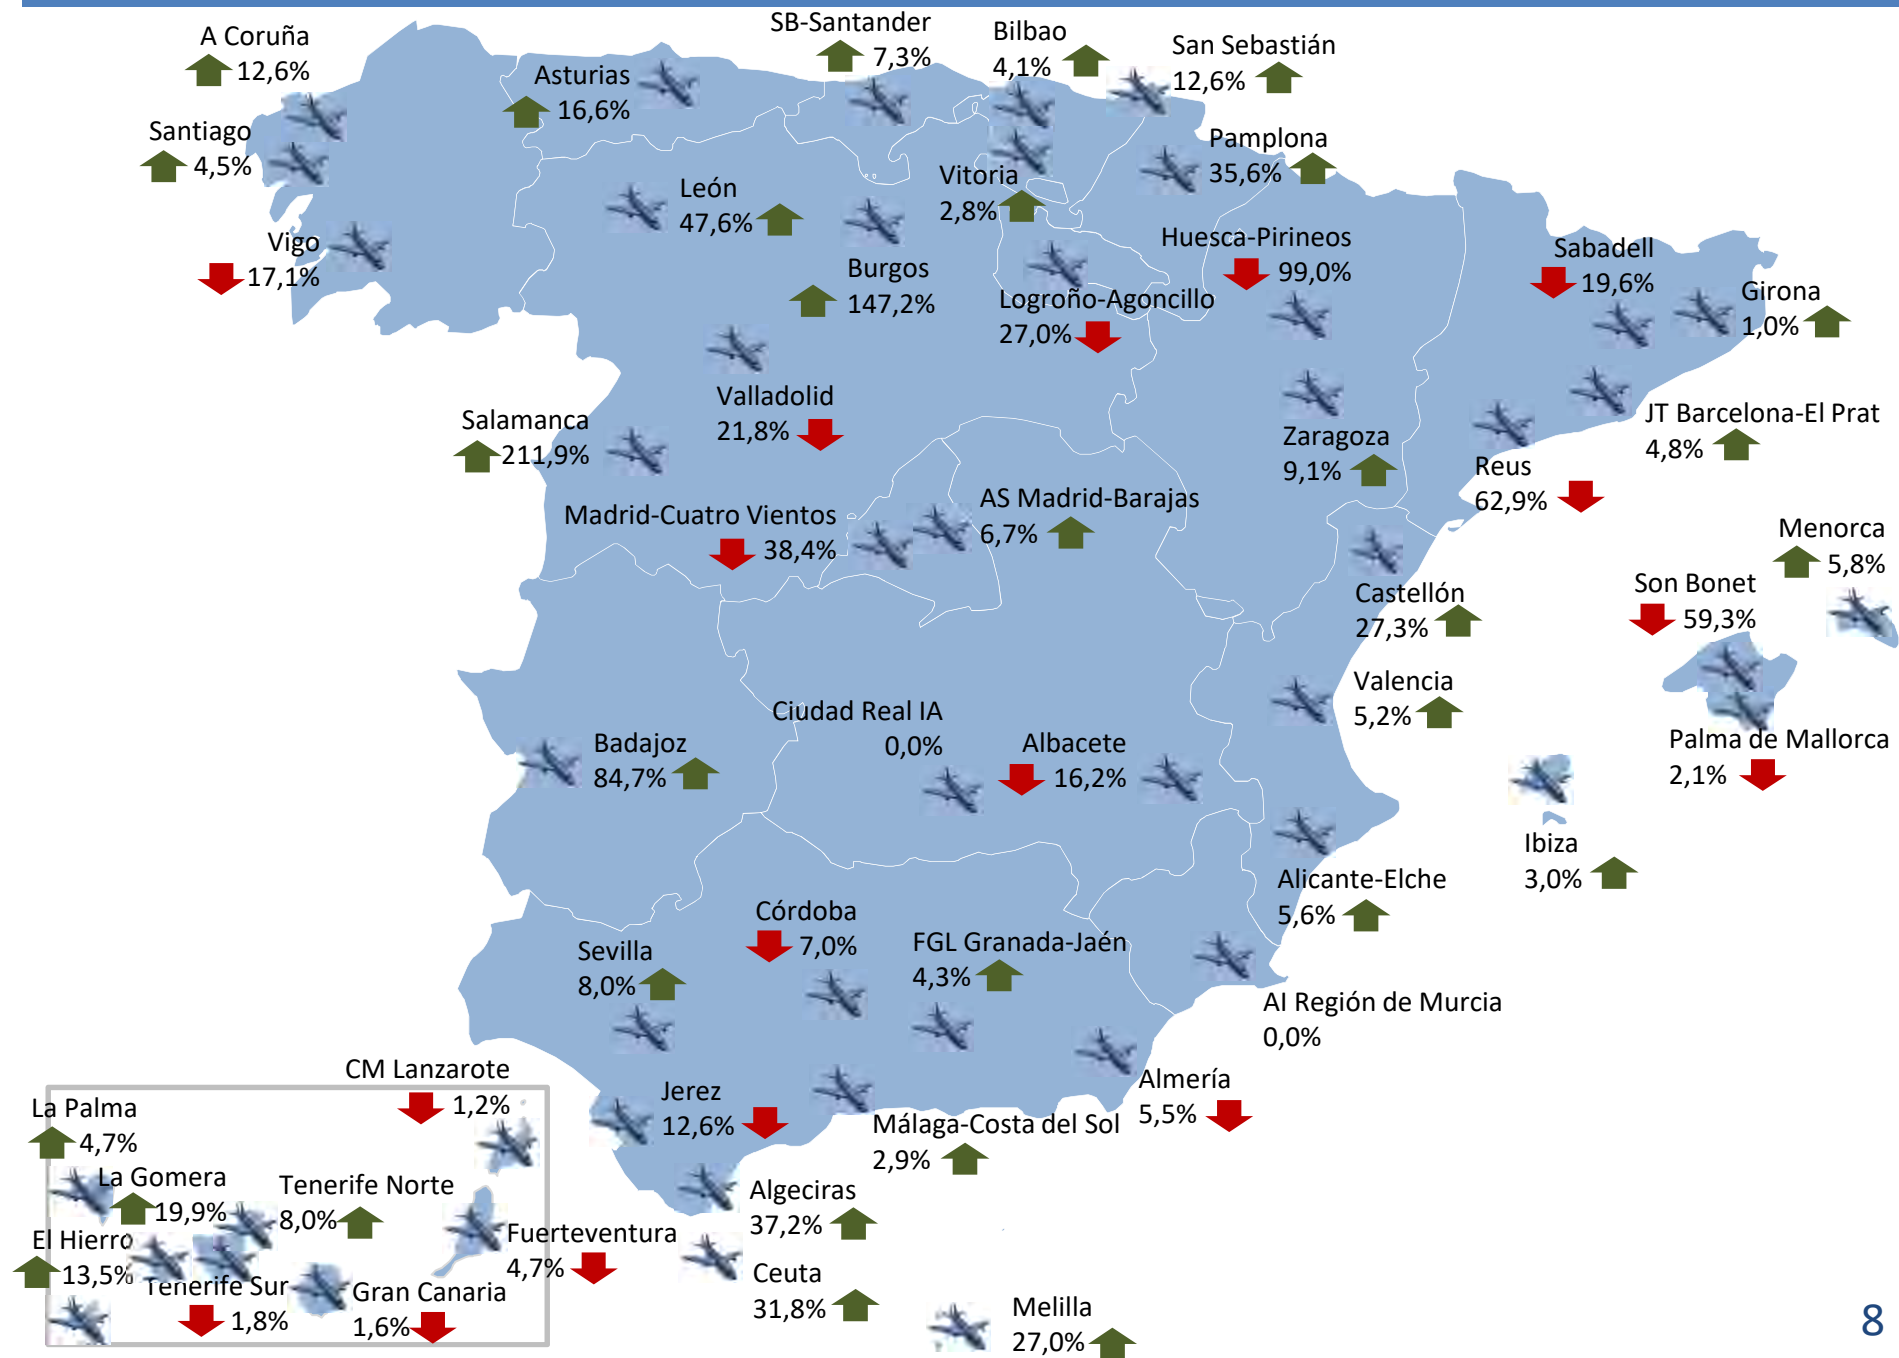 A Coruña
12,6%
SB-Santander
7,3%
Bilbao
4,1%
San Sebastián
12,6%
Asturias
16,6%
Santiago
4,5%
Pamplona
35,6%
León
47,6%
Vitoria
2,8%
Vigo
17,1%
Burgos
147,2%
Huesca-Pirineos
99,0%
Sabadell
19,6%
Girona
1,0%
Logroño-Agoncillo
27,0%
Valladolid
21,8%
Salamanca
211,9%
Zaragoza
9,1%
JT Barcelona-El Prat
4,8%
Reus
62,9%
Madrid-Cuatro Vientos
38,4%
AS Madrid-Barajas
6,7%
Menorca
5,8%
Son Bonet
59,3%
Castellón
27,3%
Valencia
5,2%
Palma de Mallorca
2,1%
Ciudad Real IA
0,0%
Badajoz
84,7%
Albacete
16,2%
Ibiza
3,0%
Alicante-Elche
5,6%
Córdoba
7,0%
Sevilla
8,0%
FGL Granada-Jaén
4,3%
AI Región de Murcia
0,0%
CM Lanzarote
1,2%
Jerez
12,6%
Almería
5,5%
Málaga-Costa del Sol
2,9%
La Palma
4,7%
La Gomera
19,9%
Tenerife Norte
8,0%
Algeciras
37,2%
El Hierro
13,5%
Fuerteventura
4,7%
Tenerife Sur
1,8%
Gran Canaria
1,6%
Ceuta
31,8%
Melilla
27,0%
8